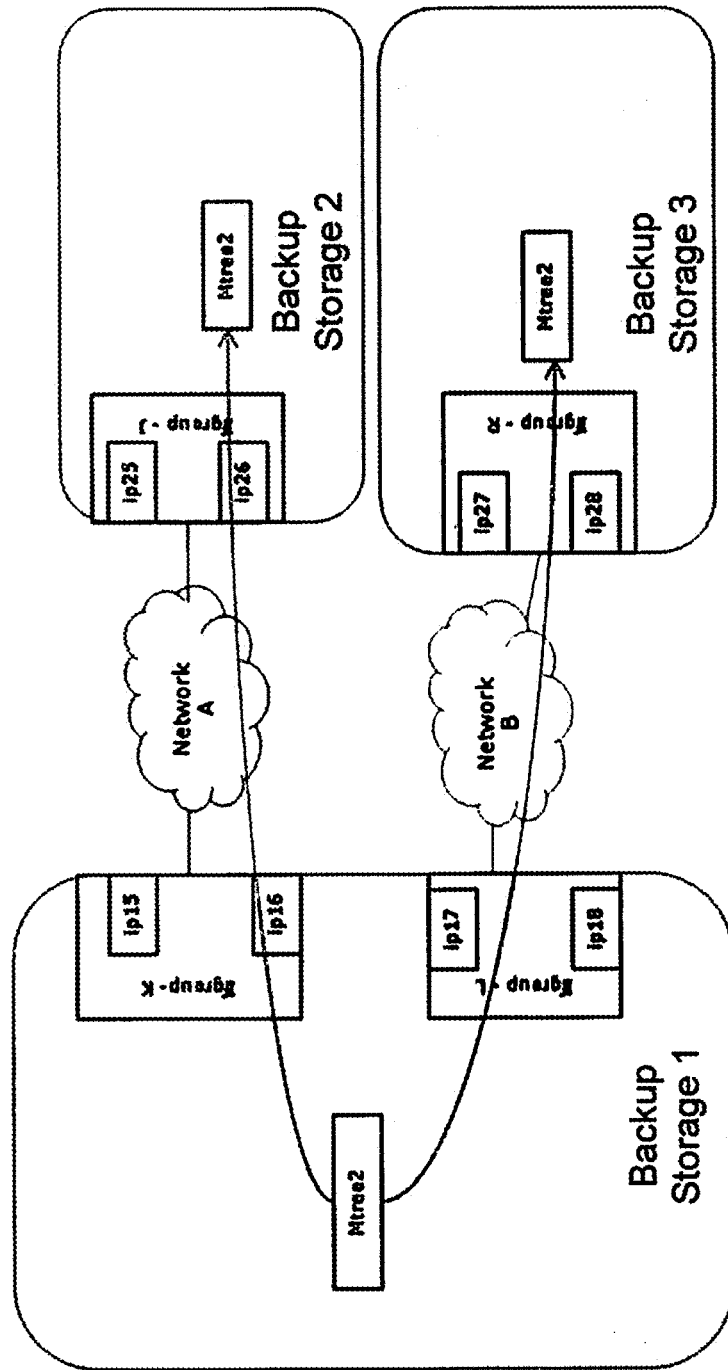 Mtree2
Backup
Storage 1
Ifgroup-K
ip15
ip16
Ifgroup - L
ip17
ip18
Network
A
Network
B
Ifgroup - J
ip25
ip26
Mtree2
Backup
Storage 2
Ifgroup - R
ip27
ip28
Mtree2
Backup
Storage 3